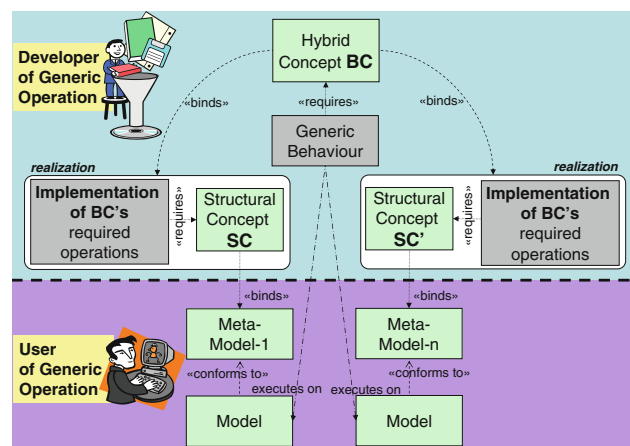 Developer
of Generic
Operation
Hybrid
Concept BC
«binds»
«requires»
«binds»
Generic
Behaviour
realization
realization
Implementation
of BC's
required
operations
«requires»
Structural
Concept
SC
Structural
Concept
SC'
«requires»
Implementation
of BC's
required
operations
«binds»
«binds»
User
of Generic
Operation
Meta-
Model-1
Meta-
Model-n
«conforms to»
«conforms to»
executes on
executes on
Model
Model